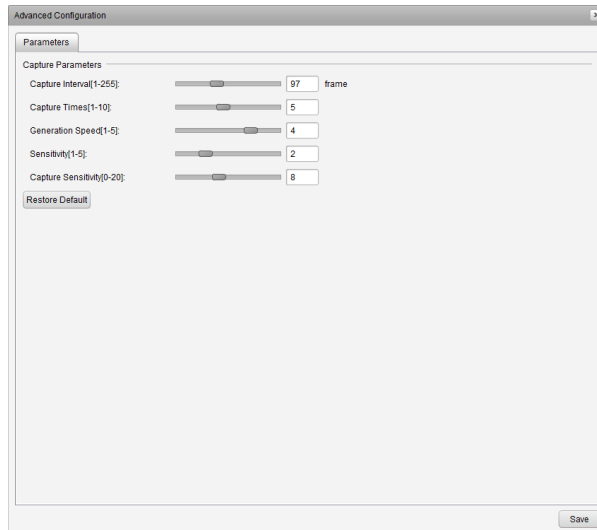 Advanced Configuration
Parameters
Capture Parameters
Capture Interval[1-255]: 97 frame
Capture Times[1-10]: 5
Generation Speed[1-5]: 4
Sensitivity[1-5]: 2
Capture Sensitivity[0-20]: 8
Restore Default
Save